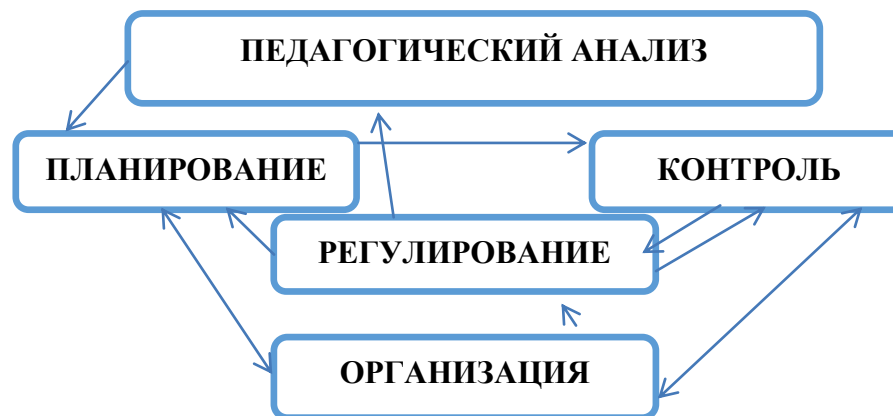 ПЕДАГОГИЧЕСКИЙ АНАЛИЗ
ПЛАНИРОВАНИЕ
КОНТРОЛЬ
РЕГУЛИРОВАНИЕ
ОРГАНИЗАЦИЯ